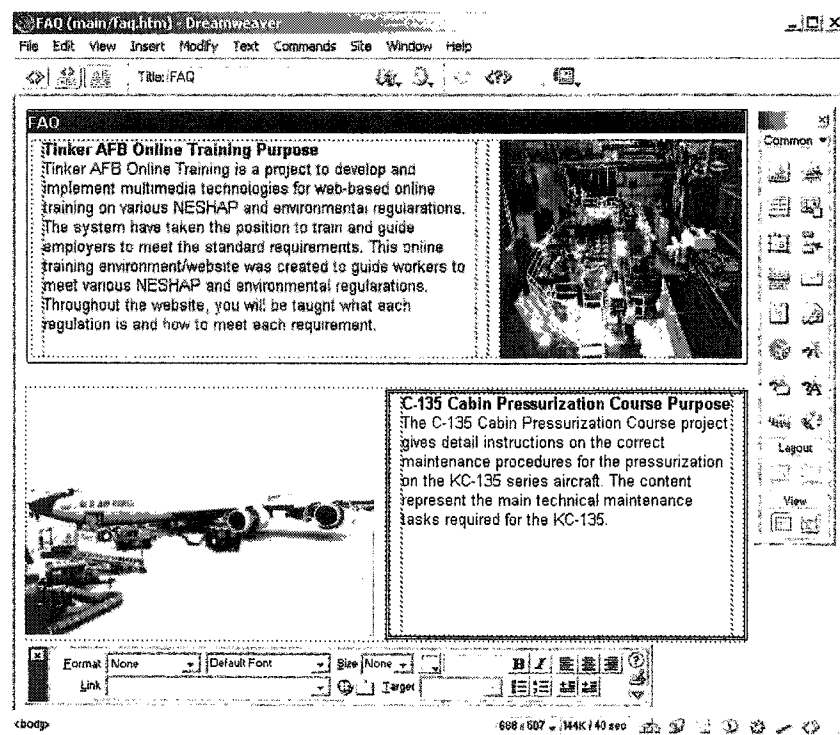 FAQ (main/faq.htm) - Dreamweaver
File Edit View Insert Modify Text Commands Site Window Help
Title: FAQ
FAQ
Tinker AFB Online Training Purpose
Tinker AFB Online Training is a project to develop and
implement multimedia technologies for web-based online
training on various NESHAP and environmental regularations.
The system have taken the position to train and guide
employers to meet the standard requirements. This online
training environment/website was created to guide workers to
meet various NESHAP and environmental regularations.
Throughout the website, you will be taught what each
regulation is and how to meet each requirement.
C-135 Cabin Pressurization Course Purpose
The C-135 Cabin Pressurization Course project
gives detail instructions on the correct
maintenance procedures for the pressurization
on the KC-135 series aircraft. The content
represent the main technical maintenance
tasks required for the KC-135.
Common
Layout
View
Format None Default Font Size None B I
Link Target
<body>
688 x 507 144K / 40 sec